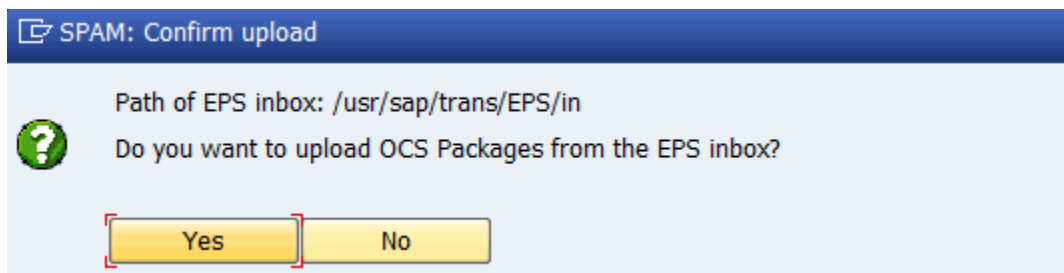 SPAM: Confirm upload
Path of EPS inbox: /usr/sap/trans/EPS/in
Do you want to upload OCS Packages from the EPS inbox?
Yes No